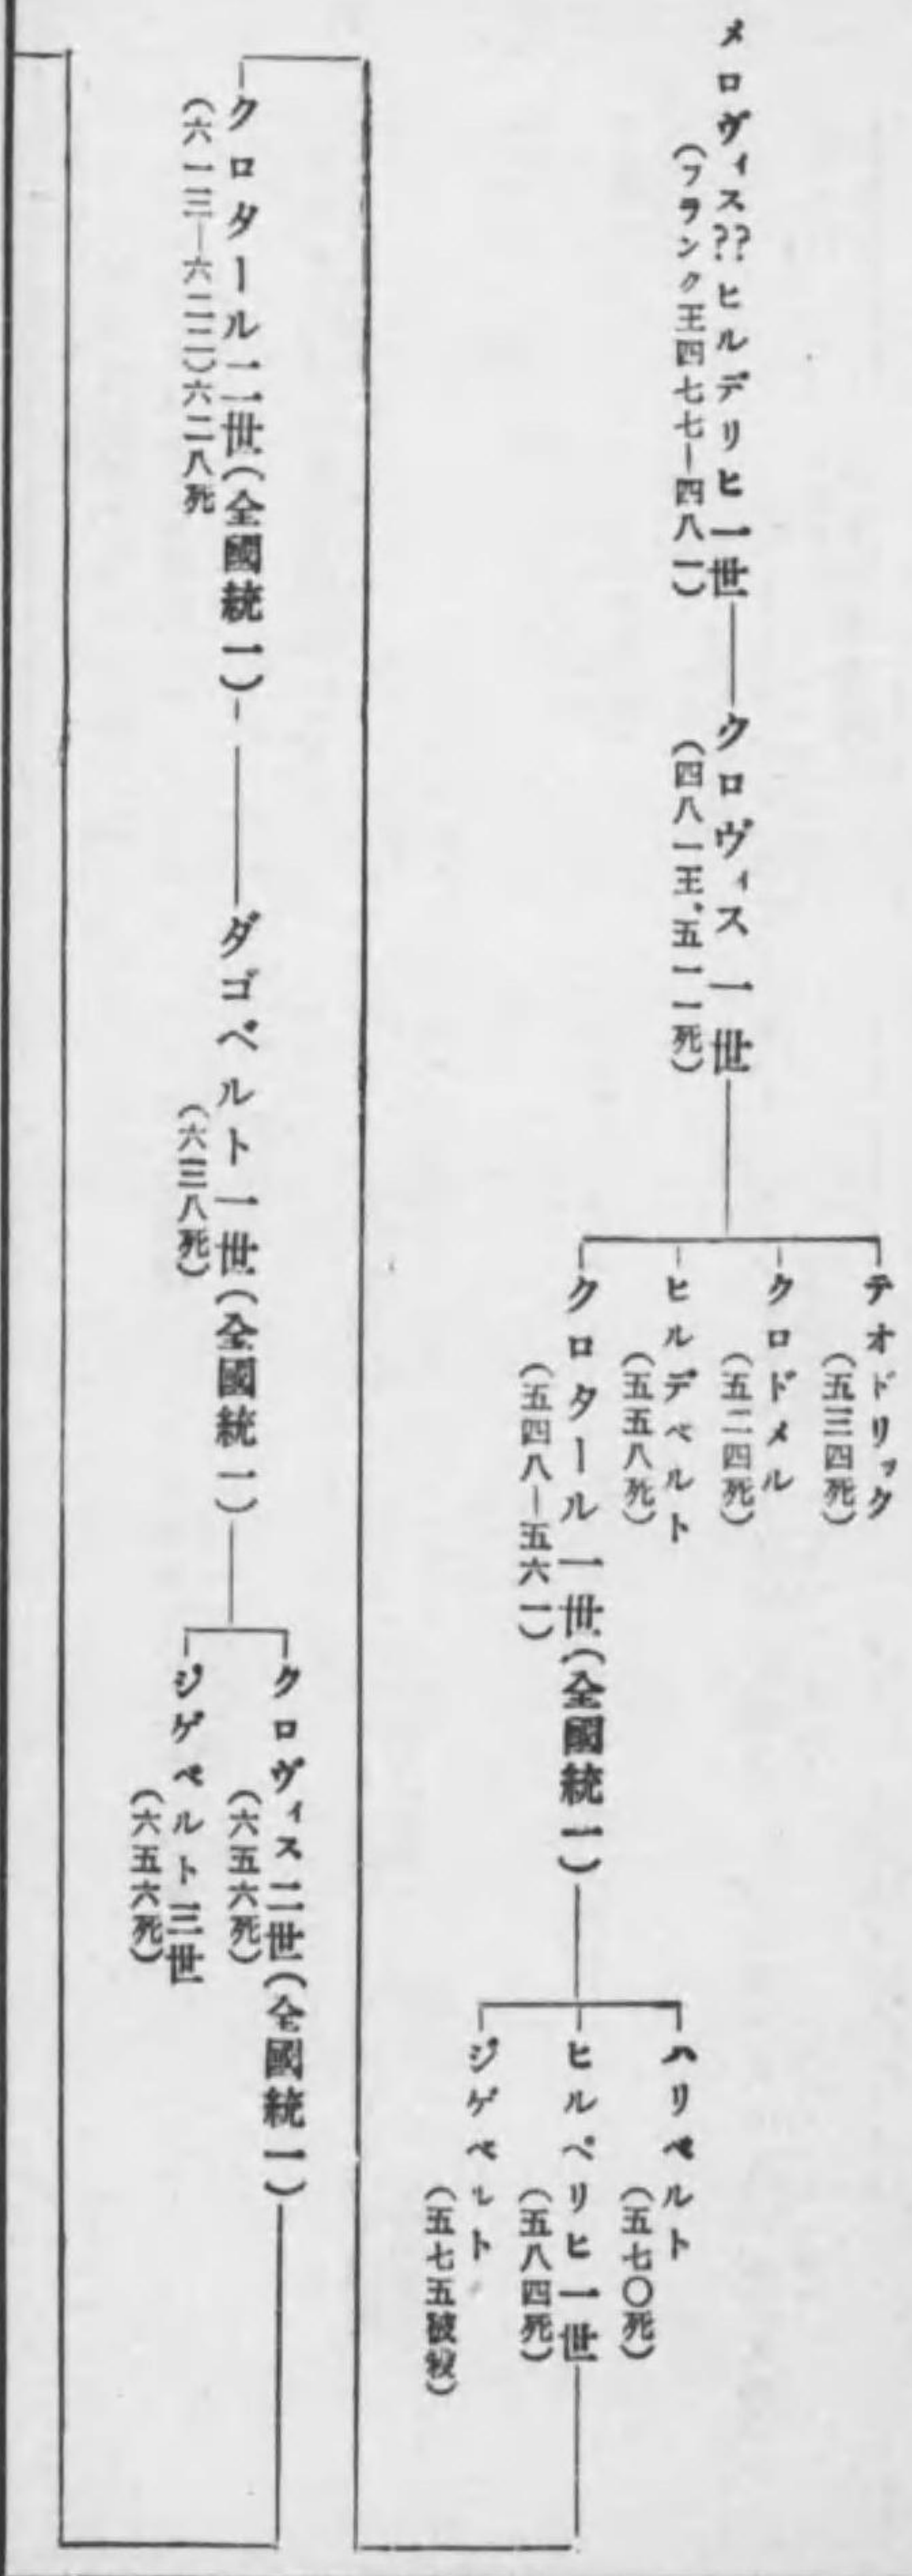 メロヴィス??ヒルデリヒ一世
(フランク王四七七―四八一)
クロヴィス一世
(四八一王、五一一死)
テオドリック
(五三四死)
クロドメル
(五二四死)
ヒルデベルト
(五五八死)
クロタール一世(全國統一)
(五四八―五六一)
ハリベルト
(五七〇死)
ヒルペリヒ一世
(五八四死)
ジゲベルト
(五七五被殺)
クロタール二世(全國統一)
(六一三―六二二)六二八死
ダゴベルト一世(全國統一)
(六三八死)
クロヴィス二世(全國統一)
(六五六死)
ジゲベルト三世
(六五六死)